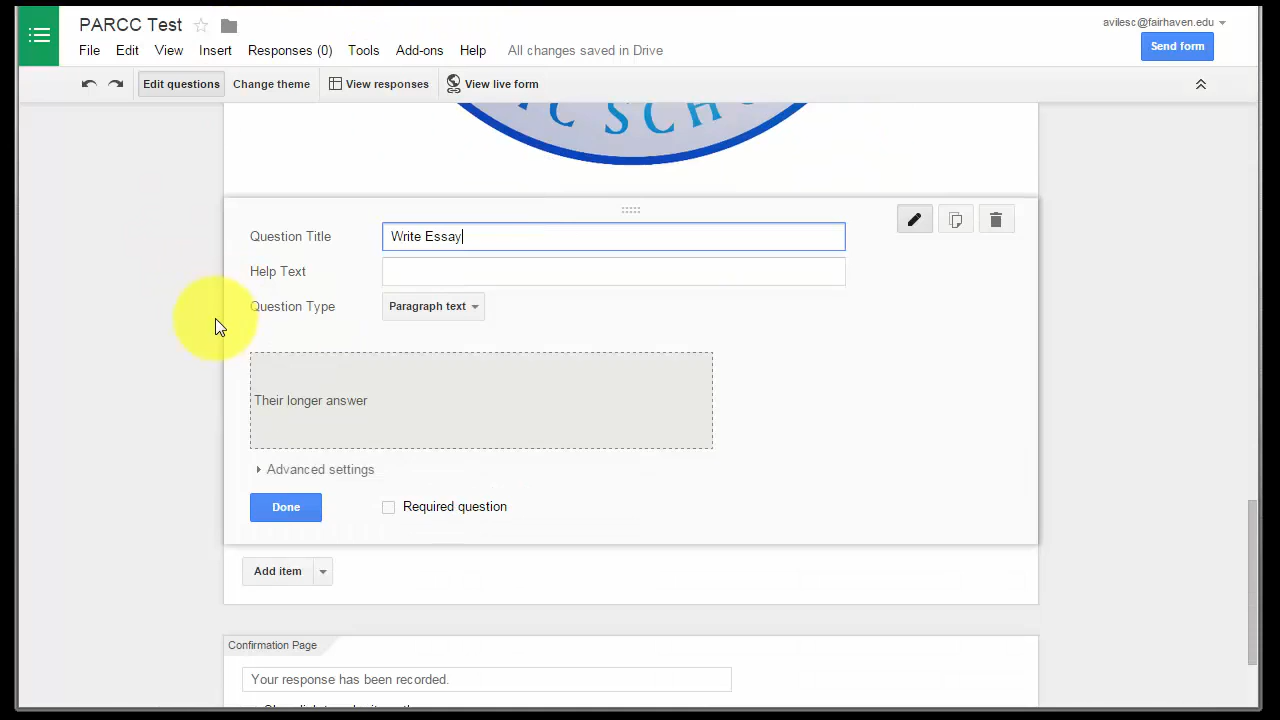 PARCC Test
avilesc@fairhaven.edu
File Edit View Insert Responses (0) Tools Add-ons Help All changes saved in Drive
Send form
Edit questions Change theme View responses View live form
C SCH
Question Title Write Essay
Help Text
Question Type Paragraph text
Their longer answer
Advanced settings
Done Required question
Add item
Confirmation Page
Your response has been recorded.